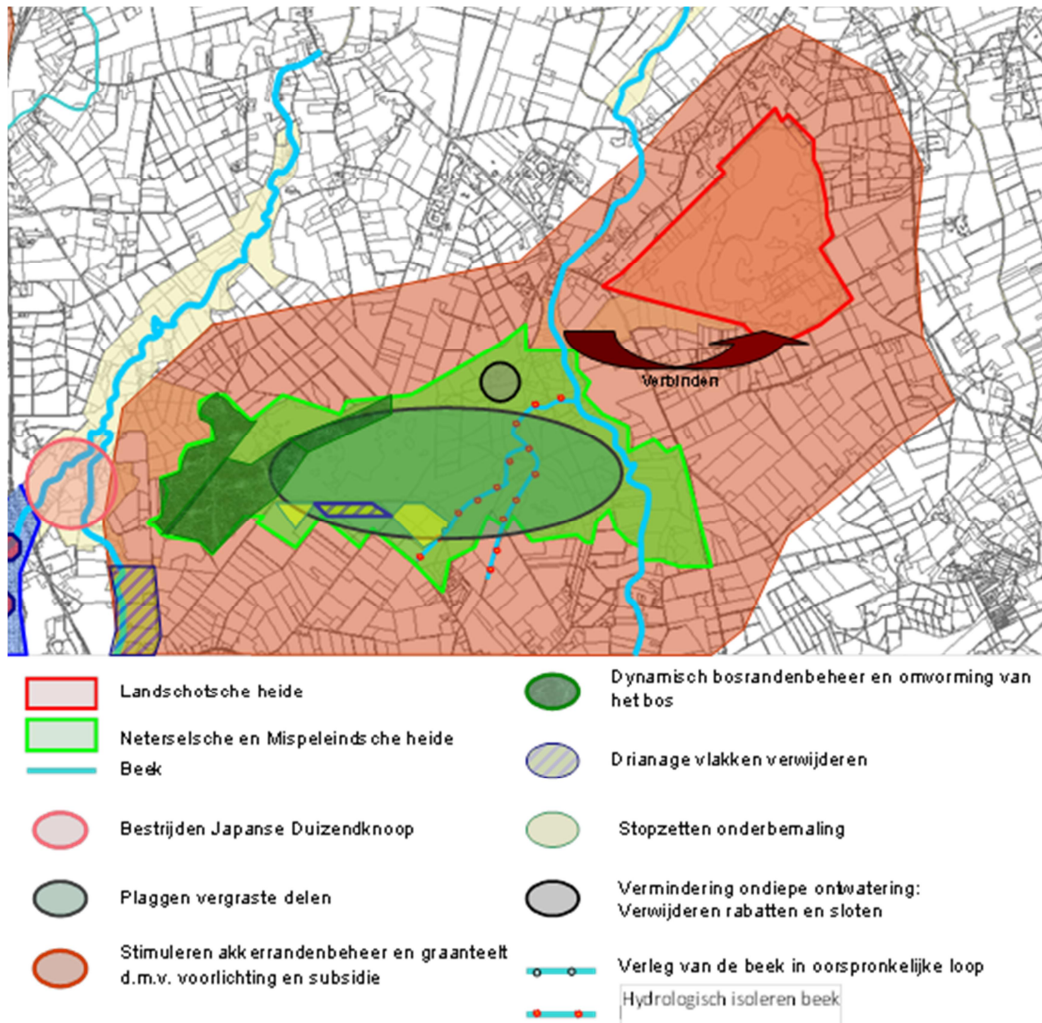 Verbinden
Landschotsche heide
Neterselsche en Mispeleindsche heide
Beek
Bestrijden Japanse Duizendknoop
Plaggen vergraste delen
Stimuleren akkerrandenbeheer en graanteelt
d.m.v. voorlichting en subsidie
Dynamisch bosrandenbeheer en omvorming van
het bos
Drianage vlakken verwijderen
Stopzetten onderbemaling
Vermindering ondiepe ontwatering:
Verwijderen rabatten en sloten
Verleg van de beek in oorspronkelijke loop
Hydrologisch isoleren beek